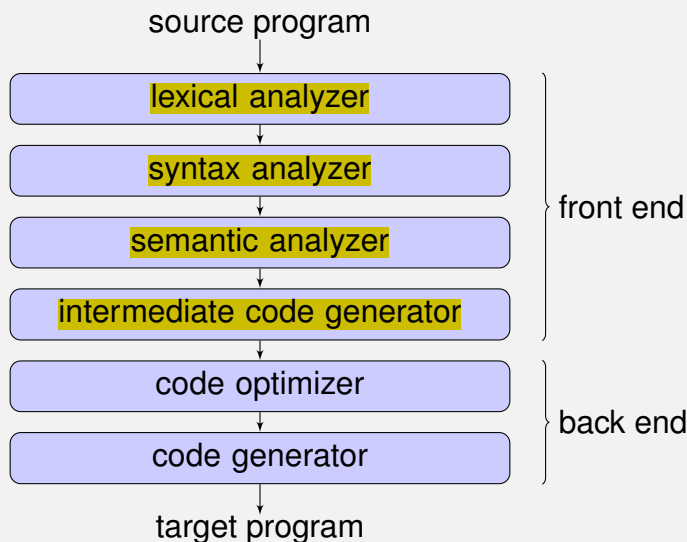 source program
lexical analyzer
syntax analyzer
front end
semantic analyzer
intermediate code generator
code optimizer
back end
code generator
target program